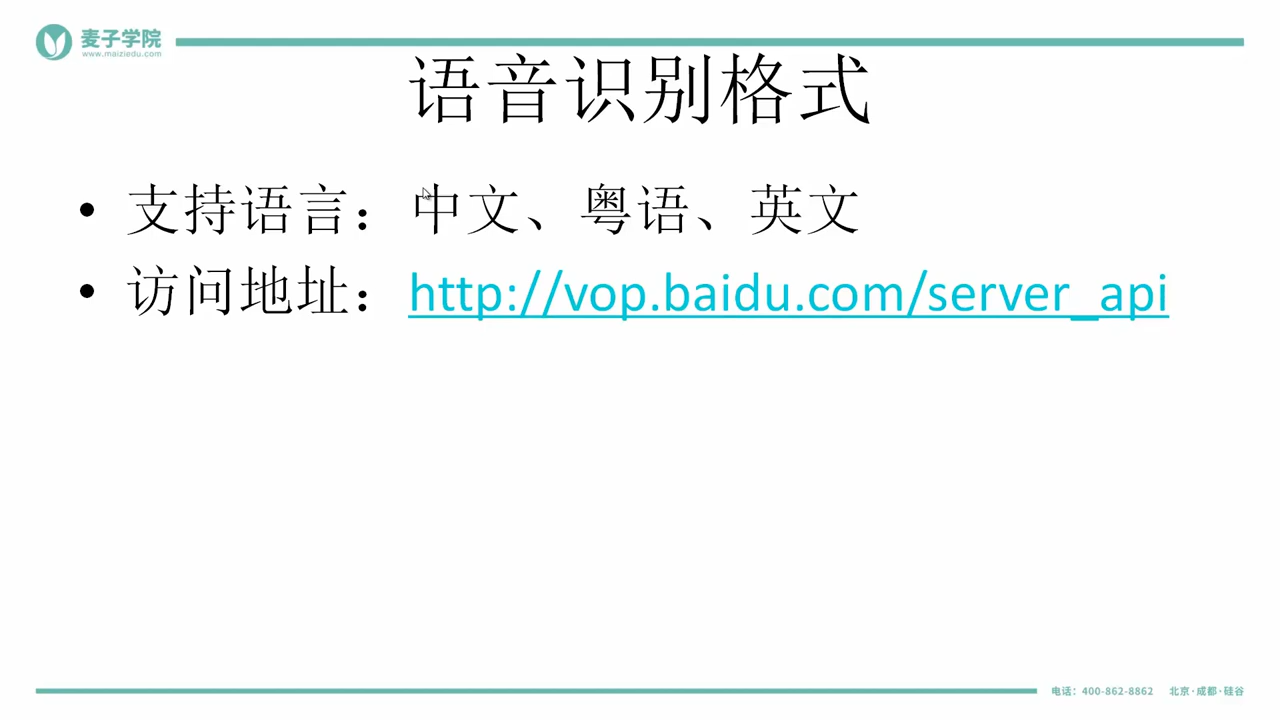 麦子学院
www.maiziedu.com
语音识别格式
• 支持语言：中文、粤语、英文
• 访问地址：http://vop.baidu.com/server_api
电话：400-862-8862 北京·成都·硅谷